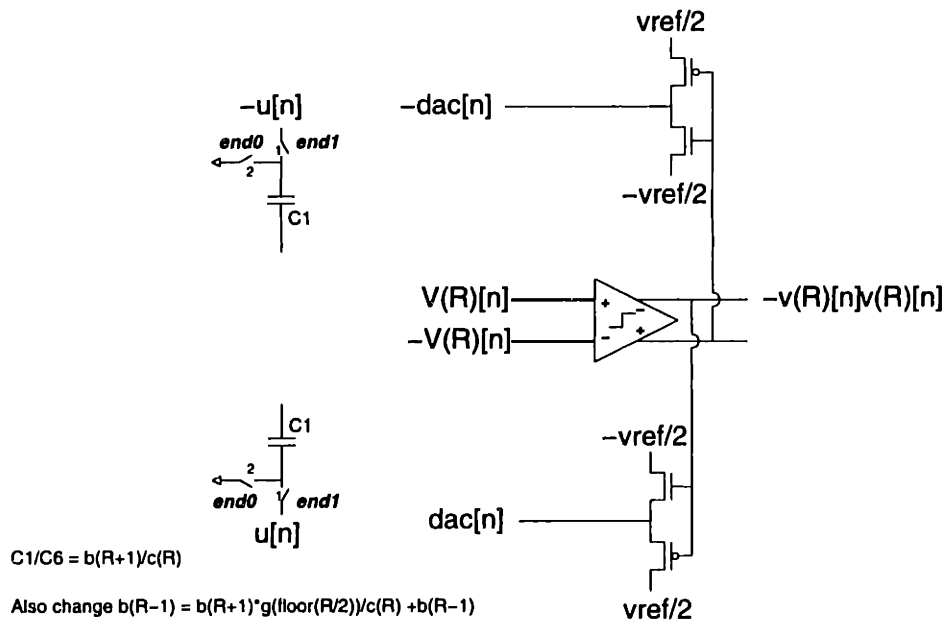 vref/2
-u[n]
-dac[n]
end0
1
end1
2
C1
-vref/2
V(R)[n]
+
-
-v(R)[n]v(R)[n]
-V(R)[n]
-
+
C1
-vref/2
2
end0
1
end1
dac[n]
u[n]
C1/C6 = b(R+1)/c(R)
vref/2
Also change b(R-1) = b(R+1)*g(floor(R/2))/c(R) +b(R-1)